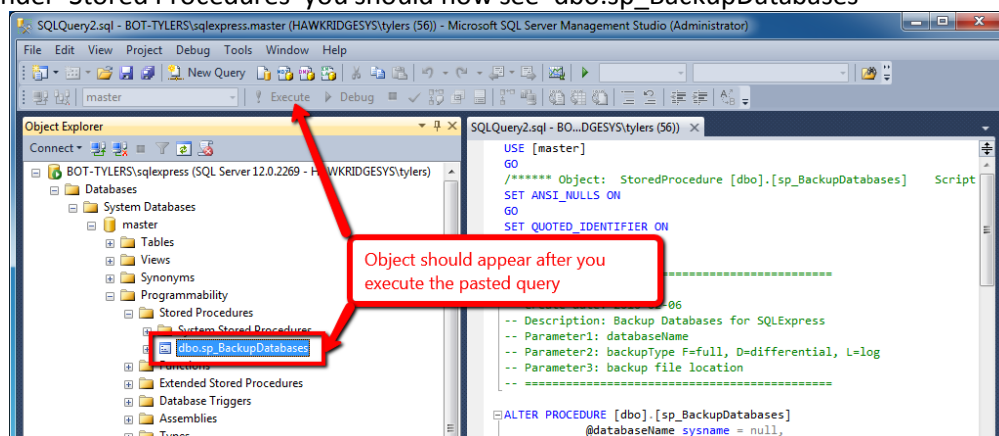 nder 'Stored Procedures' you should now see 'dbo.sp_BackupDatabases'
SQLQuery2.sql - BOT-TYLERS\sqlexpress.master (HAWKRIDGESYS\tylers (56)) - Microsoft SQL Server Management Studio (Administrator)
File Edit View Project Debug Tools Window Help
New Query
master Execute Debug
Object Explorer
Connect
BOT-TYLERS\sqlexpress (SQL Server 12.0.2269 - HAWKRIDGESYS\tylers)
Databases
System Databases
master
Tables
Views
Synonyms
Programmability
Stored Procedures
System Stored Procedures
dbo.sp_BackupDatabases
Functions
Extended Stored Procedures
Database Triggers
Assemblies
Types
SQLQuery2.sql - BO...DGESYS\tylers (56))
USE [master]
GO
/****** Object: StoredProcedure [dbo].[sp_BackupDatabases] Script
SET ANSI_NULLS ON
GO
SET QUOTED_IDENTIFIER ON
Object should appear after you
execute the pasted query
=============================
-06
-- Description: Backup Databases for SQLExpress
-- Parameter1: databaseName
-- Parameter2: backupType F=full, D=differential, L=log
-- Parameter3: backup file location
-- =============================================
ALTER PROCEDURE [dbo].[sp_BackupDatabases]
@databaseName sysname = null,